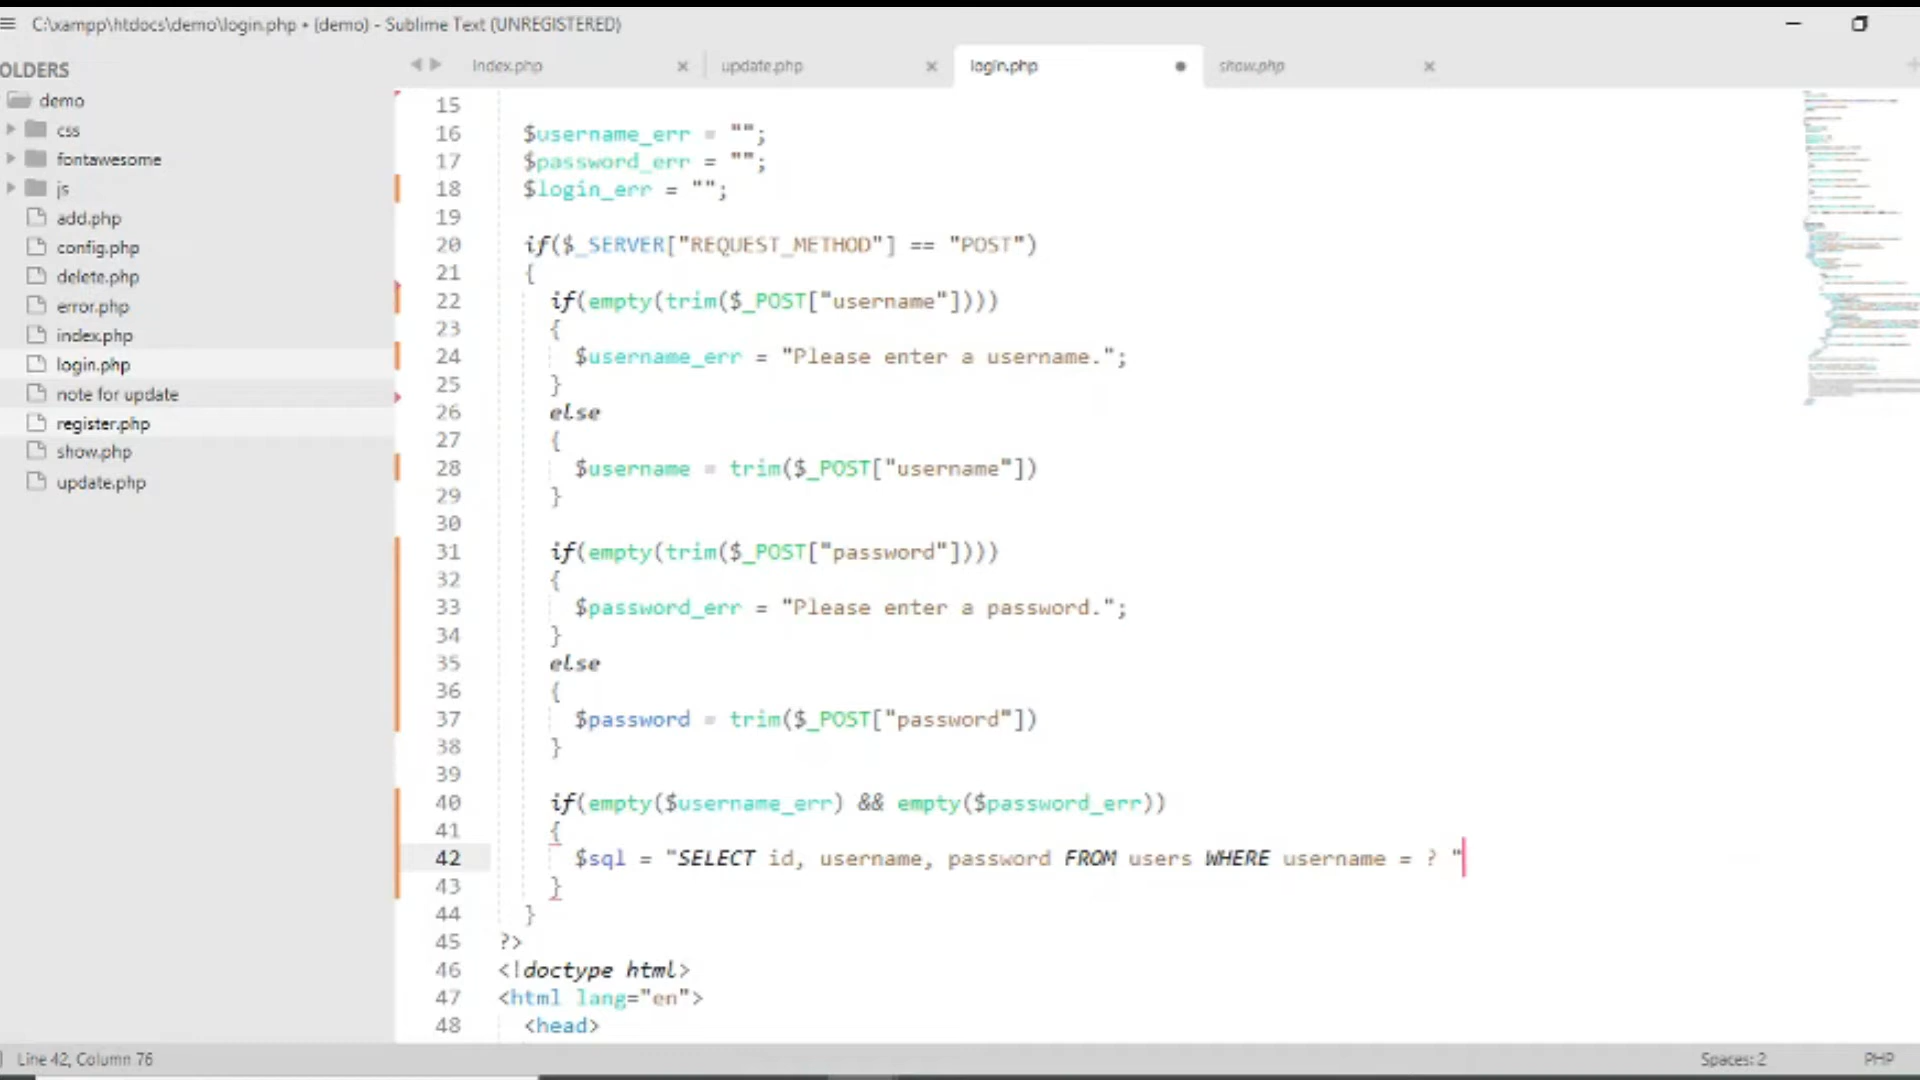 C:\xampp\htdocs\demo\login.php • (demo) - Sublime Text (UNREGISTERED)
OLDERS
demo
css
fontawesome
js
add.php
config.php
delete.php
error.php
index.php
login.php
note for update
register.php
show.php
update.php
index.php
update.php
login.php
show.php
15
16 $username_err = "";
17 $password_err = "";
18 $login_err = "";
19
20 if($_SERVER["REQUEST_METHOD"] == "POST")
21 {
22 if(empty(trim($_POST["username"])))
23 {
24 $username_err = "Please enter a username.";
25 }
26 else
27 {
28 $username = trim($_POST["username"])
29 }
30
31 if(empty(trim($_POST["password"])))
32 {
33 $password_err = "Please enter a password.";
34 }
35 else
36 {
37 $password = trim($_POST["password"])
38 }
39
40 if(empty($username_err) && empty($password_err))
41 {
42 $sql = "SELECT id, username, password FROM users WHERE username = ? "
43 }
44 }
45 ?>
46 <!doctype html>
47 <html lang="en">
48 <head>
Line 42, Column 76
Spaces: 2
PHP